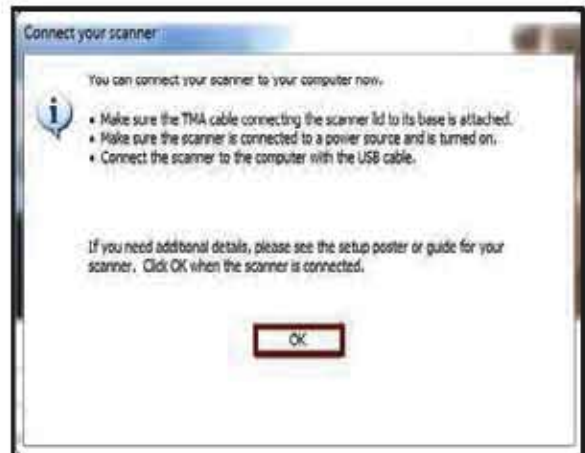 Connect your scanner
You can connect your scanner to your computer now.
• Make sure the TMA cable connecting the scanner lid to its base is attached.
• Make sure the scanner is connected to a power source and is turned on.
• Connect the scanner to the computer with the USB cable.
If you need additional details, please see the setup poster or guide for your
scanner. Click OK when the scanner is connected.
OK